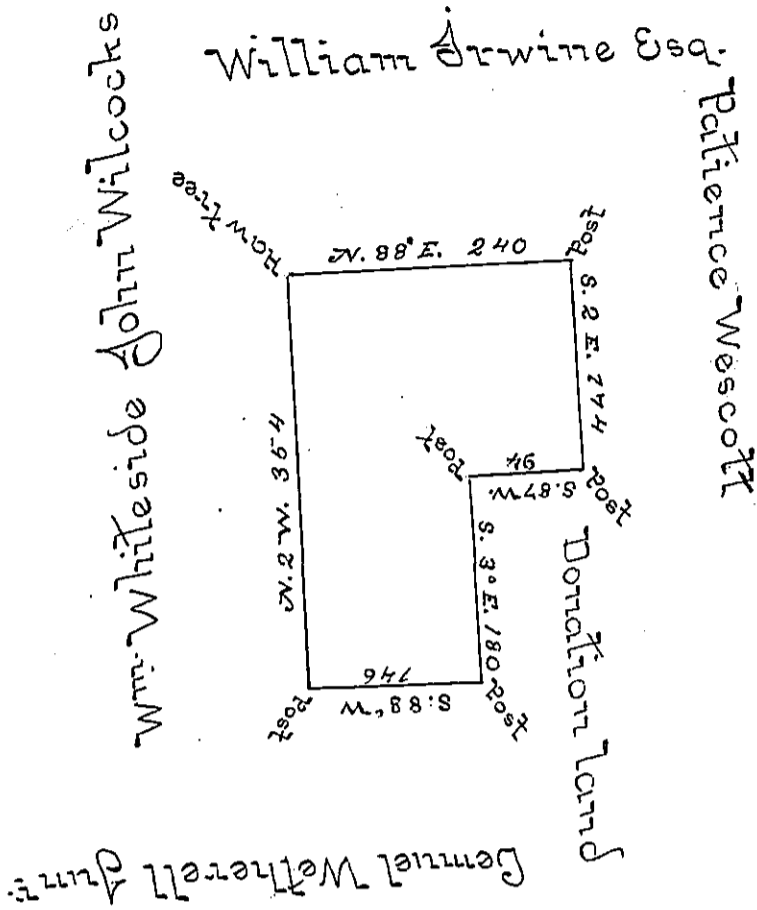 William Irwine Esq.
Patience Wescott
John Wilcocks
Wm. Whiteside
Haw tree
N. 88° E. 240
Post
S. 2 E. 174
Post
S. 87 W. 94
Post
S. 3° E. 180
Post
S: 88° W 146
Post
N. 2 W. 354
Donation Land
Lemuel Wetherell Junr.